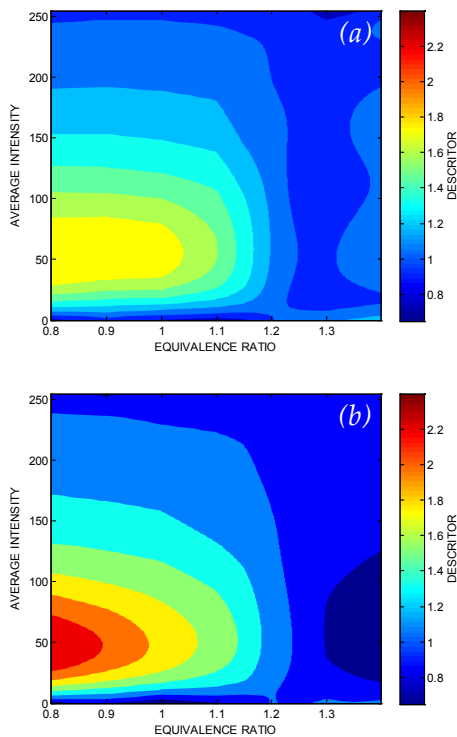 (a)
250
200
150
100
50
0
0.8 0.9 1 1.1 1.2 1.3
EQUIVALENCE RATIO
AVERAGE INTENSITY
2.2
2
1.8
1.6
1.4
1.2
1
0.8
DESCRITOR
(b)
250
200
150
100
50
0
0.8 0.9 1 1.1 1.2 1.3
EQUIVALENCE RATIO
AVERAGE INTENSITY
2.2
2
1.8
1.6
1.4
1.2
1
0.8
DESCRITOR